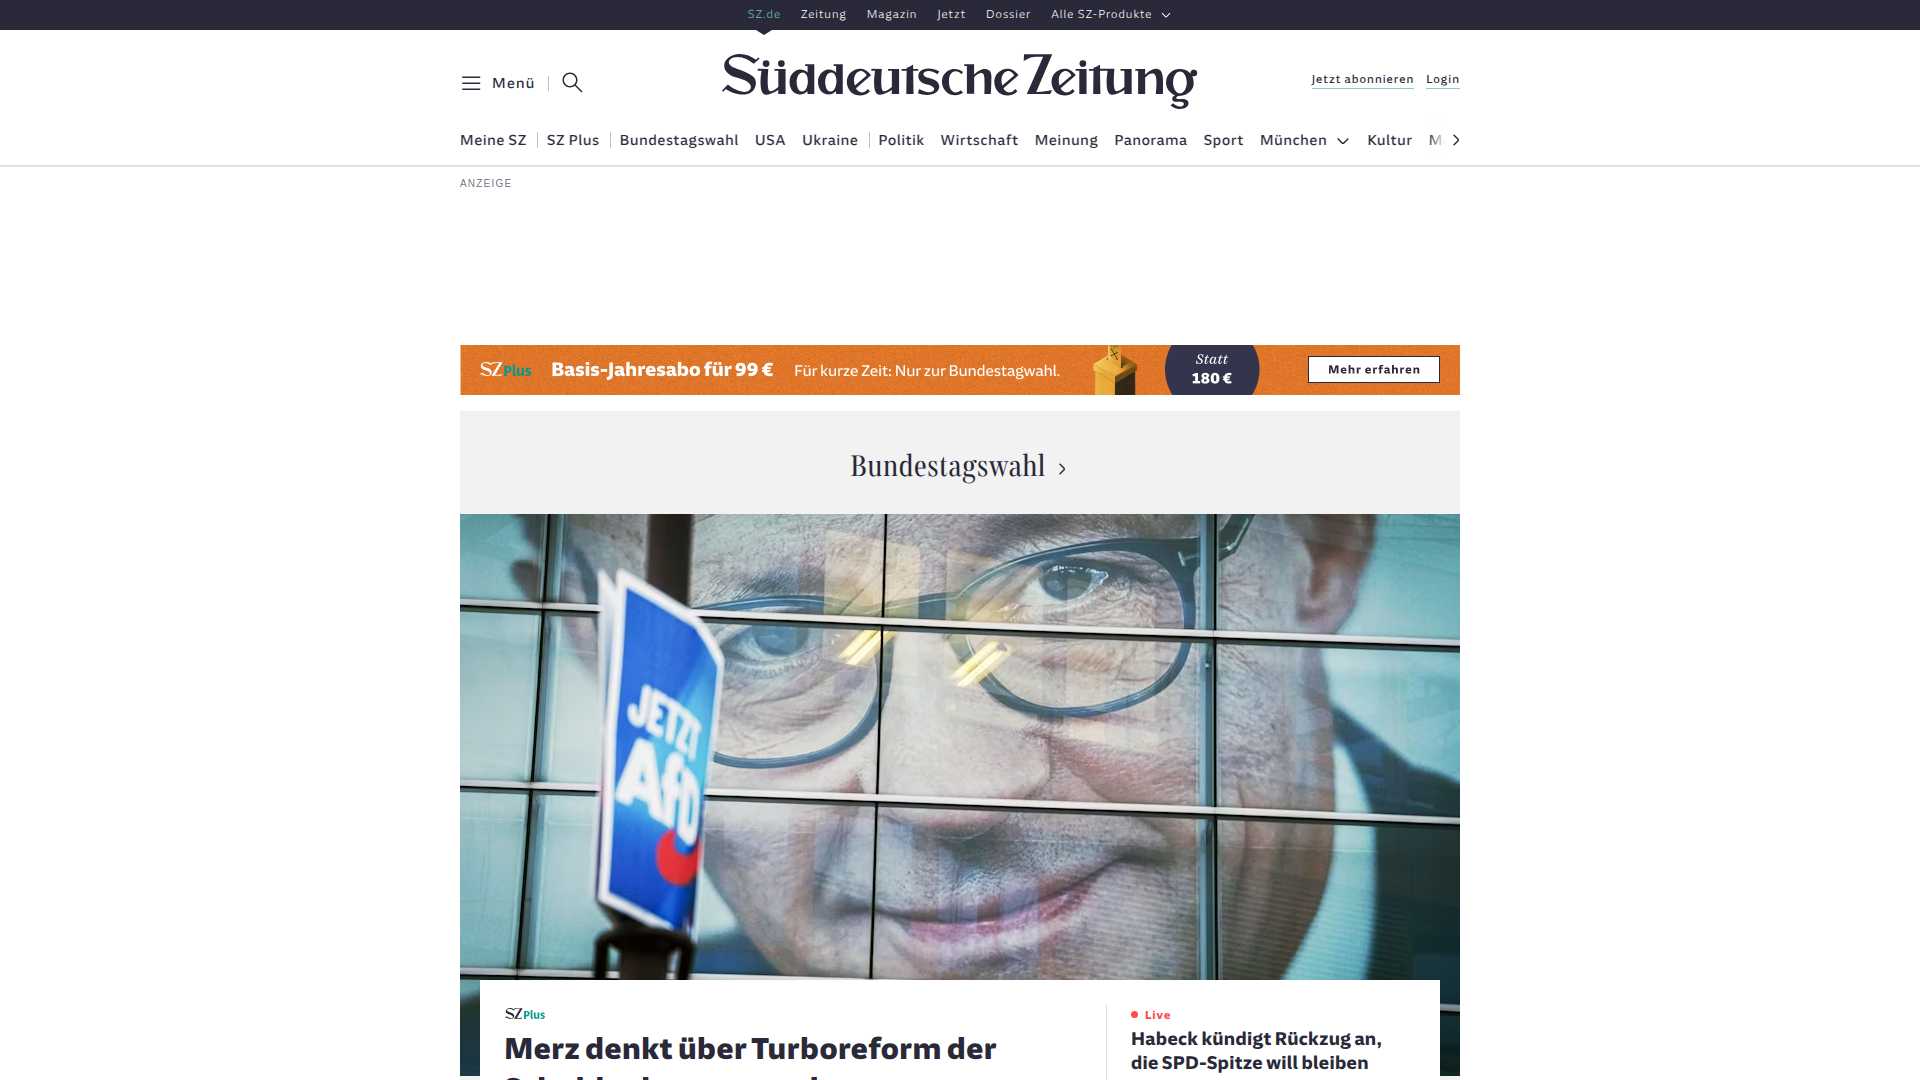 SZ.de Zeitung Magazin Jetzt Dossier Alle SZ-Produkte
Menü
Süddeutsche Zeitung
Jetzt abonnieren Login
Meine SZ SZ Plus Bundestagswahl USA Ukraine Politik Wirtschaft Meinung Panorama Sport München Kultur M
ANZEIGE
SZ Plus Basis-Jahresabo für 99 € Für kurze Zeit: Nur zur Bundestagwahl. Statt 180 € Mehr erfahren
Bundestagswahl
JETZT
AfD
SZ Plus
Merz denkt über Turboreform der
Live
Habeck kündigt Rückzug an,
die SPD-Spitze will bleiben